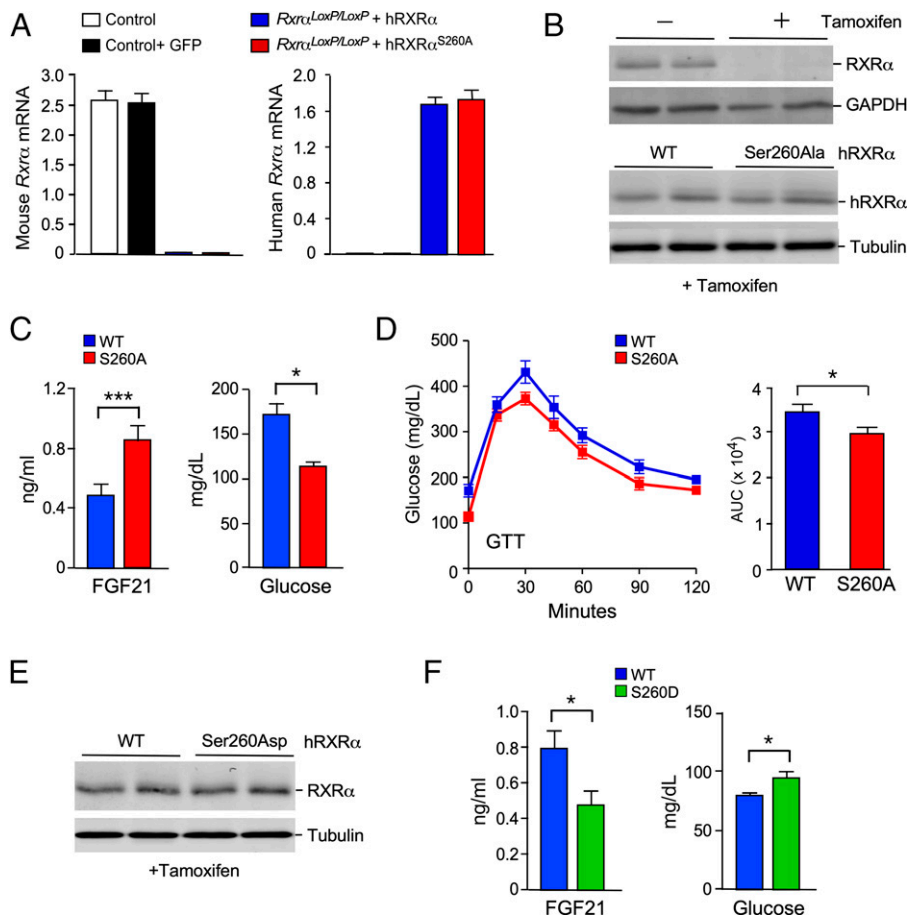 A
Control
Control+ GFP
Rxrα^LoxP/LoxP + hRXRα
Rxrα^LoxP/LoxP + hRXRα^S260A
Mouse Rxrα mRNA
3.0
2.5
2.0
1.5
1.0
0.5
0
Human Rxrα mRNA
2.0
1.6
1.2
0.8
0.4
0
B
− + Tamoxifen
RXRα
GAPDH
WT Ser260Ala hRXRα
hRXRα
Tubulin
+ Tamoxifen
C
WT
S260A
ng/ml
1.2
0.8
0.4
0
***
FGF21
mg/dL
200
150
100
50
0
*
Glucose
D
WT
S260A
Glucose (mg/dL)
500
400
300
200
100
0
GTT
0 30 60 90 120
Minutes
AUC (x 10^4)
4
3
2
1
0
*
WT S260A
E
WT Ser260Asp hRXRα
RXRα
Tubulin
+Tamoxifen
F
WT
S260D
ng/ml
1.0
0.8
0.6
0.4
0.2
0
*
FGF21
mg/dL
150
100
50
0
*
Glucose